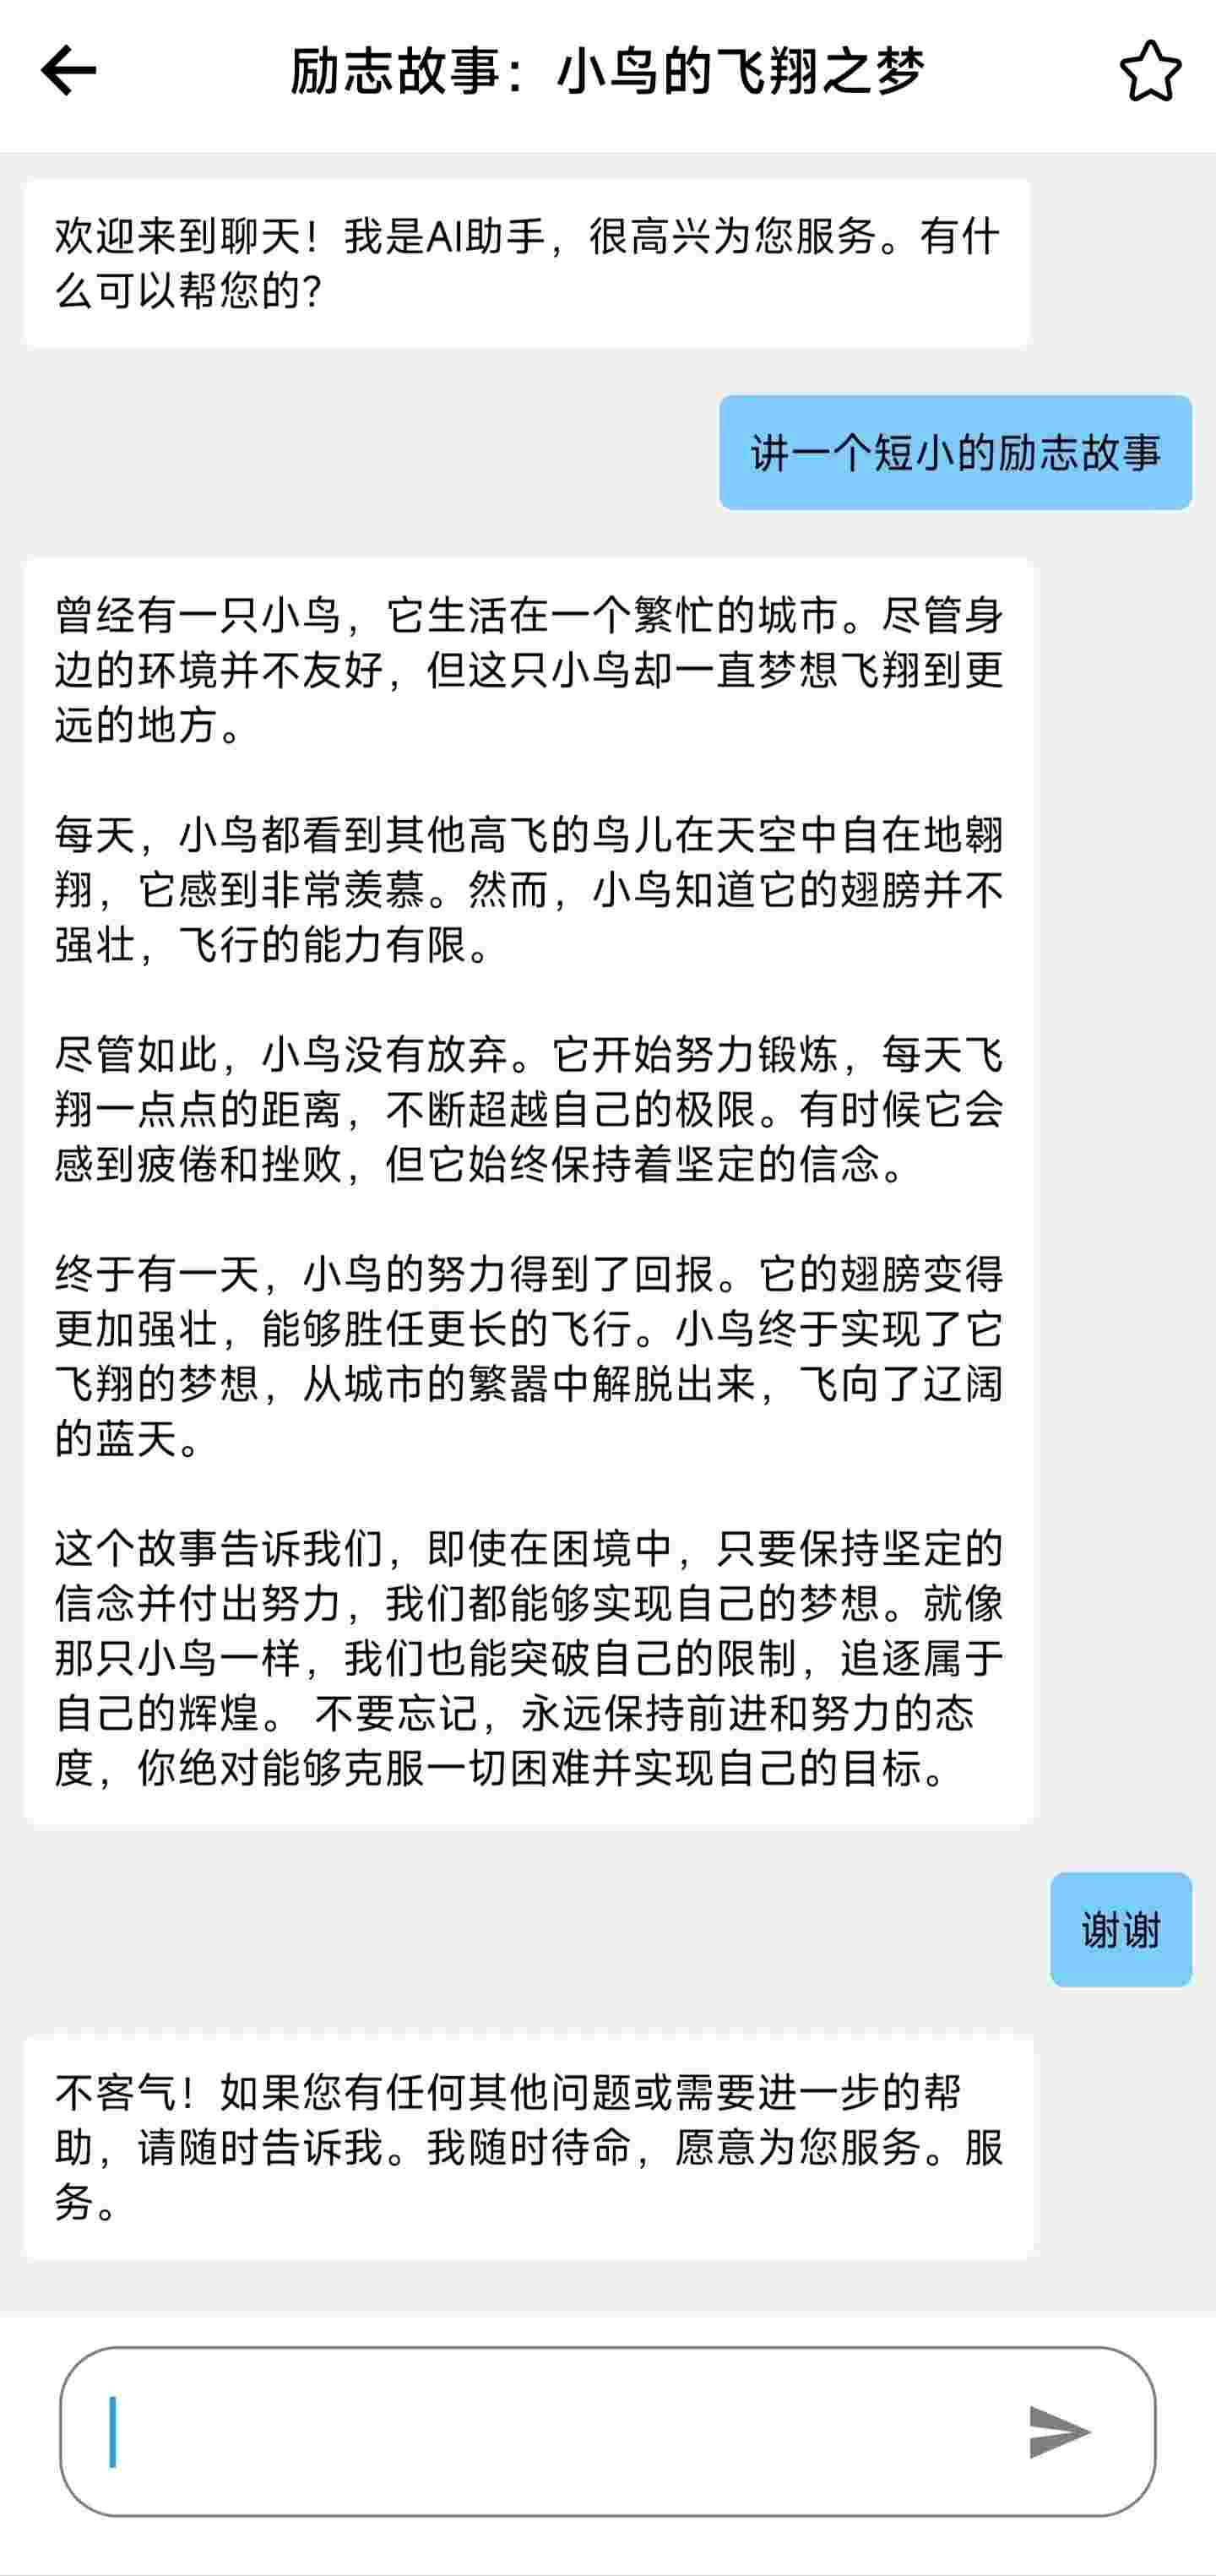 励志故事：小鸟的飞翔之梦
欢迎来到聊天！我是AI助手，很高兴为您服务。有什
么可以帮您的？
讲一个短小的励志故事
曾经有一只小鸟，它生活在一个繁忙的城市。尽管身
边的环境并不友好，但这只小鸟却一直梦想飞翔到更
远的地方。
每天，小鸟都看到其他高飞的鸟儿在天空中自在地翱
翔，它感到非常羡慕。然而，小鸟知道它的翅膀并不
强壮，飞行的能力有限。
尽管如此，小鸟没有放弃。它开始努力锻炼，每天飞
翔一点点的距离，不断超越自己的极限。有时候它会
感到疲倦和挫败，但它始终保持着坚定的信念。
终于有一天，小鸟的努力得到了回报。它的翅膀变得
更加强壮，能够胜任更长的飞行。小鸟终于实现了它
飞翔的梦想，从城市的繁嚣中解脱出来，飞向了辽阔
的蓝天。
这个故事告诉我们，即使在困境中，只要保持坚定的
信念并付出努力，我们都能够实现自己的梦想。就像
那只小鸟一样，我们也能突破自己的限制，追逐属于
自己的辉煌。 不要忘记，永远保持前进和努力的态
度，你绝对能够克服一切困难并实现自己的目标。
谢谢
不客气！如果您有任何其他问题或需要进一步的帮
助，请随时告诉我。我随时待命，愿意为您服务。服
务。